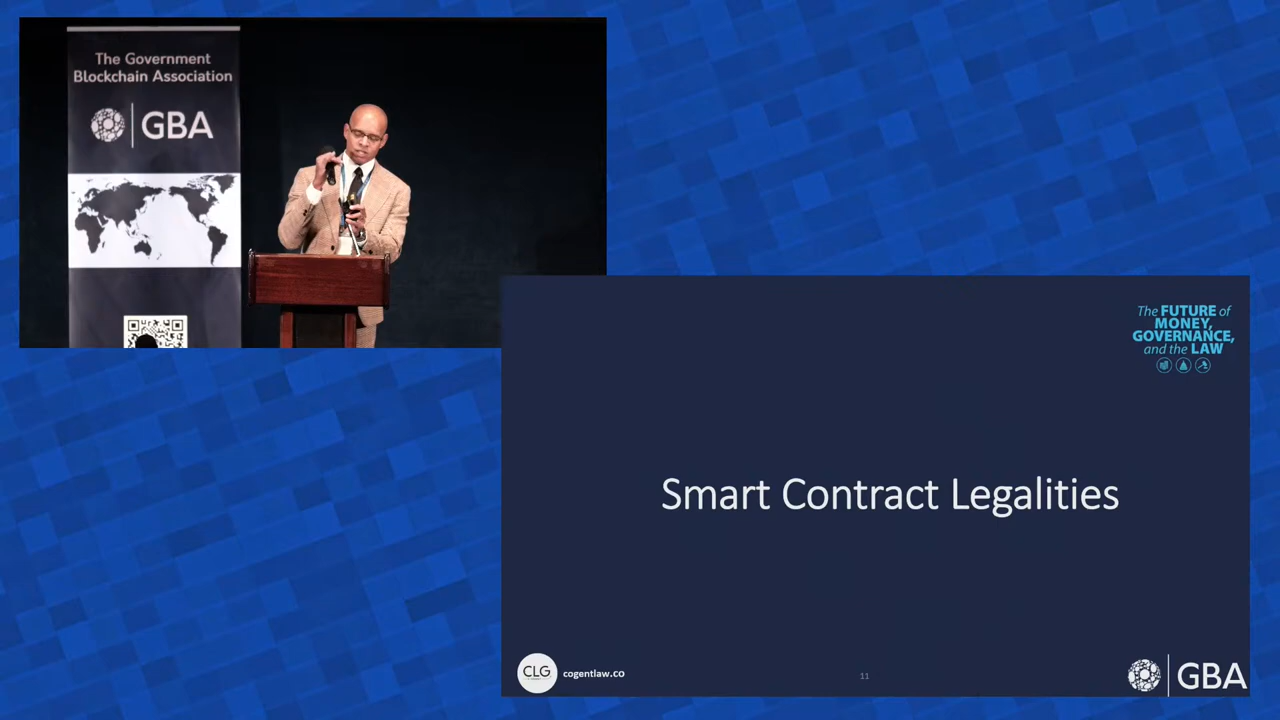 The Government
Blockchain Association
GBA
The FUTURE of
MONEY,
GOVERNANCE,
and the LAW
Smart Contract Legalities
CLG
cogentlaw.co
11
GBA